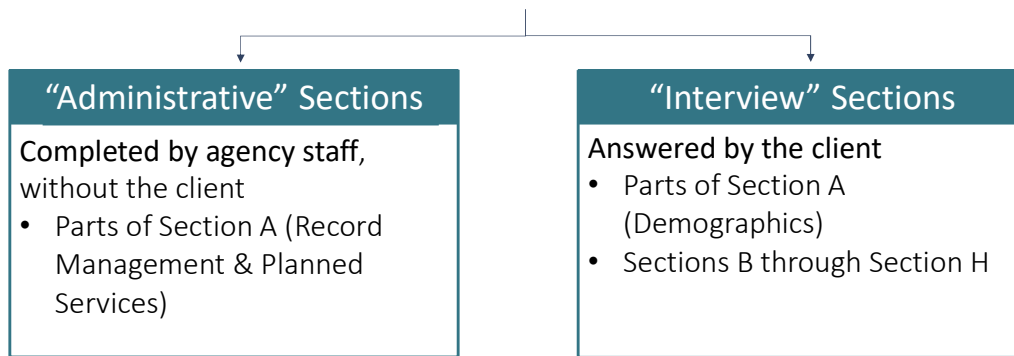 “Administrative” Sections
Completed by agency staff,
without the client
• Parts of Section A (Record
Management & Planned
Services)
“Interview” Sections
Answered by the client
• Parts of Section A
(Demographics)
• Sections B through Section H